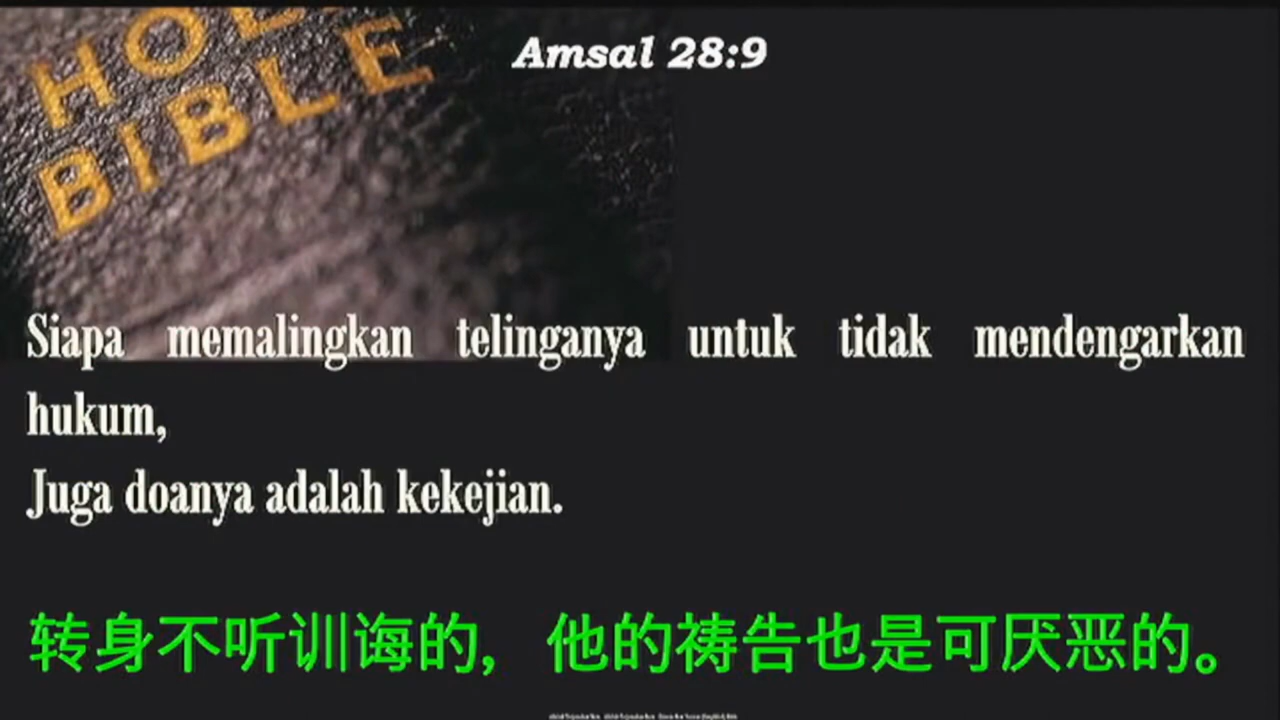 HOL
BIBLE
Amsal 28:9
Siapa memalingkan telinganya untuk tidak mendengarkan
hukum,
Juga doanya adalah kekejian.
转身不听训诲的, 他的祷告也是可厌恶的。